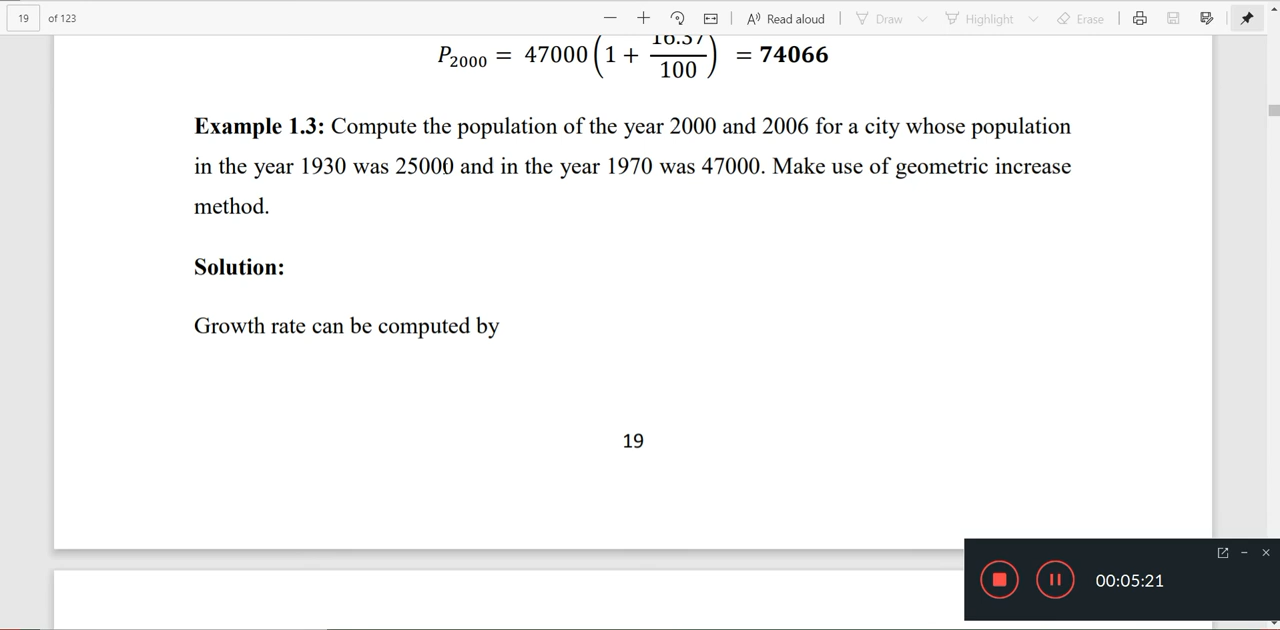 19 of 123 Read aloud Draw Highlight Erase
P2000 = 47000 (1 + 16.37/100) = 74066
Example 1.3: Compute the population of the year 2000 and 2006 for a city whose population
in the year 1930 was 25000 and in the year 1970 was 47000. Make use of geometric increase
method.
Solution:
Growth rate can be computed by
19
00:05:21